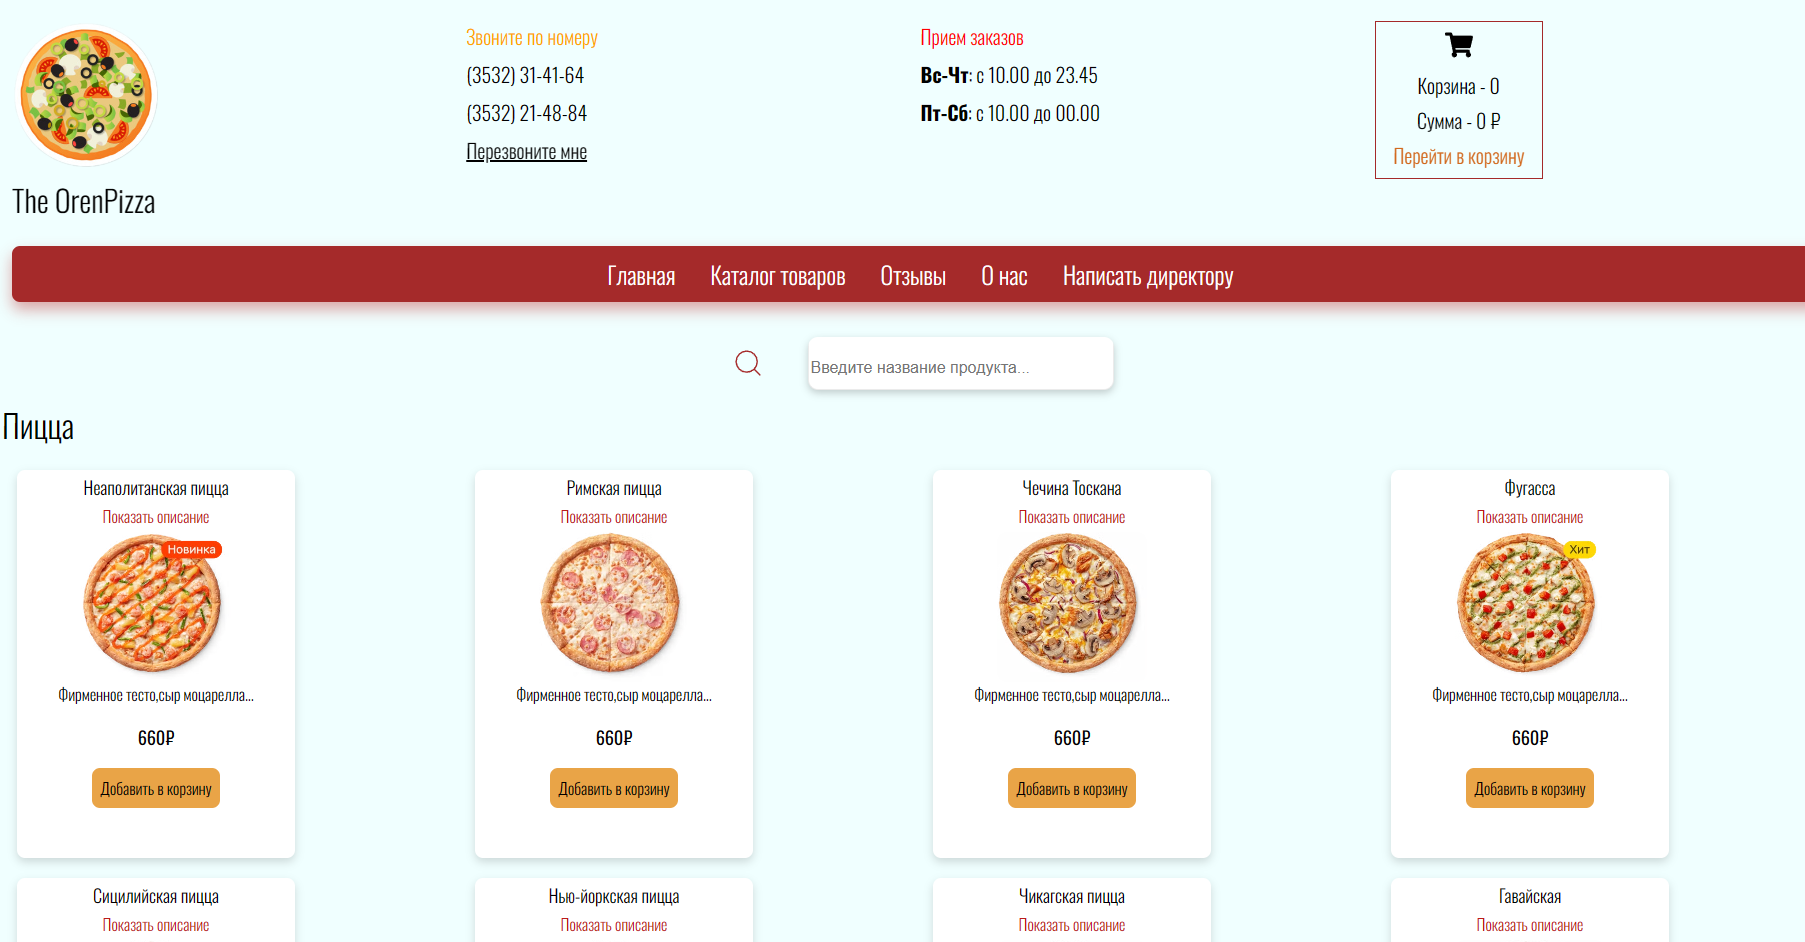 Звоните по номеру
(3532) 31-41-64
(3532) 21-48-84
Перезвоните мне
Прием заказов
Вс-Чт: с 10.00 до 23.45
Пт-Сб: с 10.00 до 00.00
Корзина - 0
Сумма - 0 ₽
Перейти в корзину
The OrenPizza
Главная Каталог товаров Отзывы О нас Написать директору
Введите название продукта...
Пицца
Неаполитанская пицца
Показать описание
Новинка
Фирменное тесто,сыр моцарелла...
660₽
Добавить в корзину
Римская пицца
Показать описание
Фирменное тесто,сыр моцарелла...
660₽
Добавить в корзину
Чечина Тоскана
Показать описание
Фирменное тесто,сыр моцарелла...
660₽
Добавить в корзину
Фугасса
Показать описание
Хит
Фирменное тесто,сыр моцарелла...
660₽
Добавить в корзину
Сицилийская пицца
Показать описание
Нью-йоркская пицца
Показать описание
Чикагская пицца
Показать описание
Гавайская
Показать описание